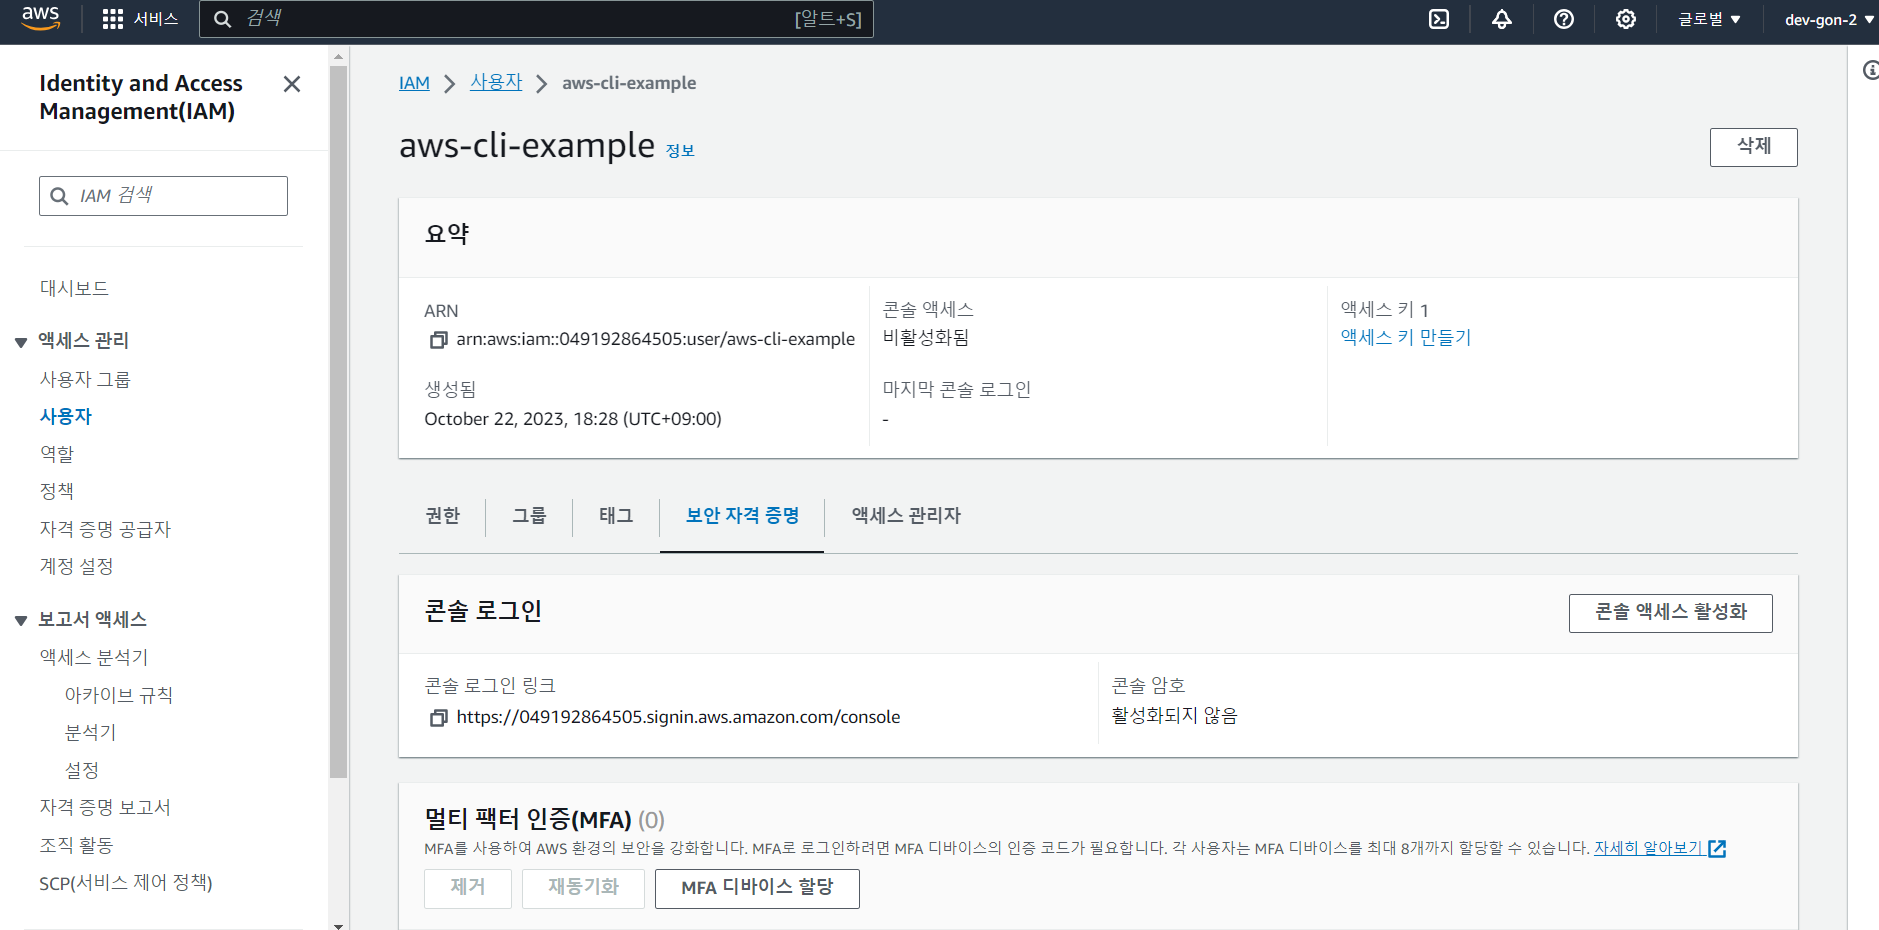 aws
서비스
검색
[알트+S]
글로벌
dev-gon-2
Identity and Access
Management(IAM)
IAM 검색
대시보드
액세스 관리
사용자 그룹
사용자
역할
정책
자격 증명 공급자
계정 설정
보고서 액세스
액세스 분석기
아카이브 규칙
분석기
설정
자격 증명 보고서
조직 활동
SCP(서비스 제어 정책)
IAM > 사용자 > aws-cli-example
aws-cli-example 정보
삭제
요약
ARN
arn:aws:iam::049192864505:user/aws-cli-example
생성됨
October 22, 2023, 18:28 (UTC+09:00)
콘솔 액세스
비활성화됨
마지막 콘솔 로그인
-
액세스 키 1
액세스 키 만들기
권한
그룹
태그
보안 자격 증명
액세스 관리자
콘솔 로그인
콘솔 액세스 활성화
콘솔 로그인 링크
https://049192864505.signin.aws.amazon.com/console
콘솔 암호
활성화되지 않음
멀티 팩터 인증(MFA) (0)
MFA를 사용하여 AWS 환경의 보안을 강화합니다. MFA로 로그인하려면 MFA 디바이스의 인증 코드가 필요합니다. 각 사용자는 MFA 디바이스를 최대 8개까지 할당할 수 있습니다. 자세히 알아보기
제거
재동기화
MFA 디바이스 할당